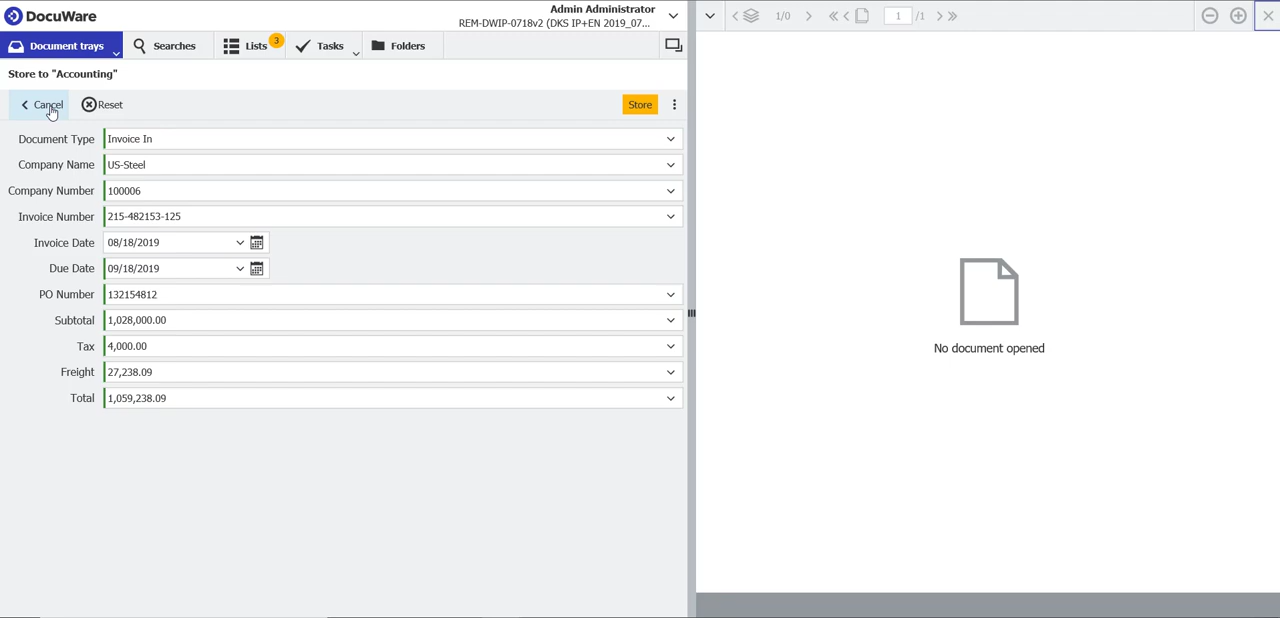 DocuWare
Admin Administrator
REM-DWIP-0718v2 (DKS IP+EN 2019_07...
1/0
1 /1
Document trays
Searches
Lists 3
Tasks
Folders
Store to "Accounting"
Cancel
Reset
Store
Document Type Invoice In
Company Name US-Steel
Company Number 100006
Invoice Number 215-482153-125
Invoice Date 08/18/2019
Due Date 09/18/2019
PO Number 132154812
Subtotal 1,028,000.00
Tax 4,000.00
Freight 27,238.09
Total 1,059,238.09
No document opened